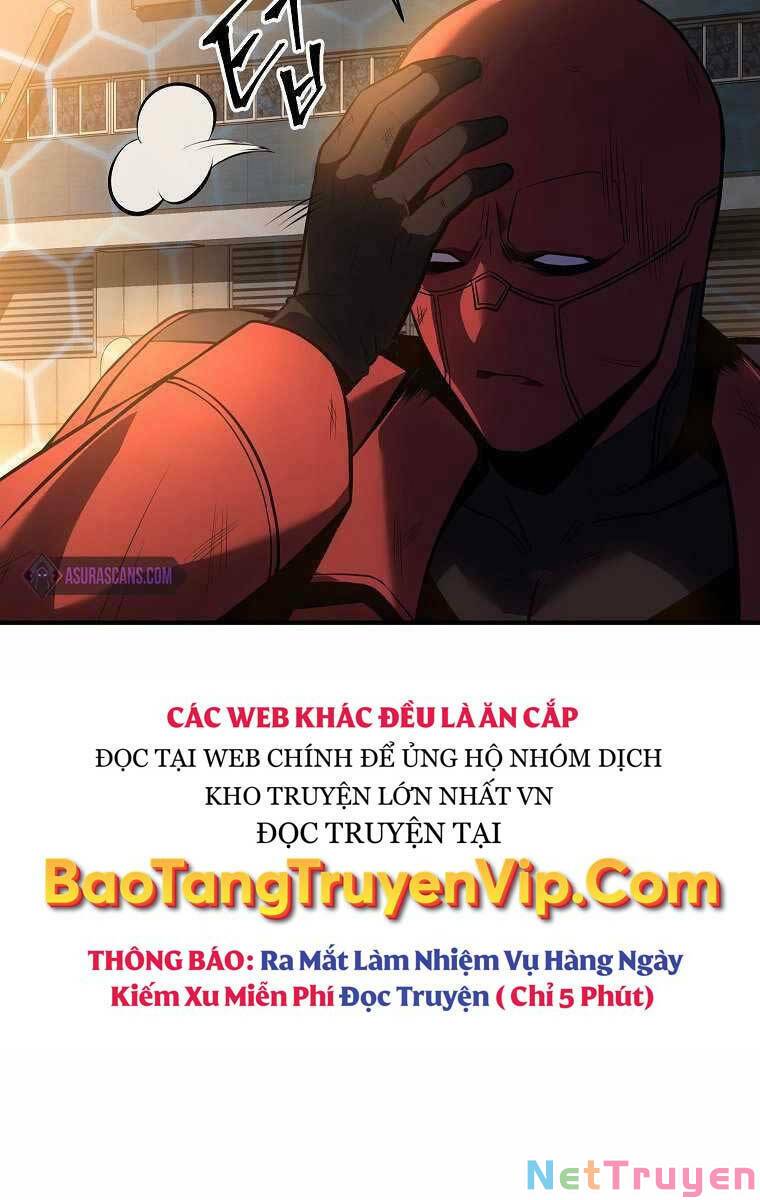 턱
ASURASCANS.COM
CÁC WEB KHÁC ĐỀU LÀ ĂN CẮP
ĐỌC TẠI WEB CHÍNH ĐỂ ỦNG HỘ NHÓM DỊCH
KHO TRUYỆN LỚN NHẤT VN
ĐỌC TRUYỆN TẠI
BaoTangTruyenVip.Com
THÔNG BÁO: Ra Mắt Làm Nhiệm Vụ Hàng Ngày
Kiếm Xu Miễn Phí Đọc Truyện ( Chỉ 5 Phút)
NetTruyen